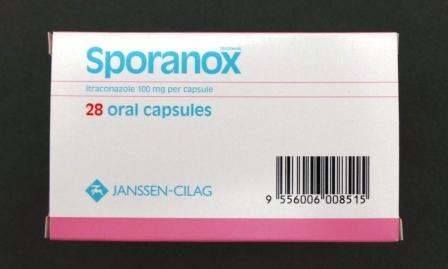 Sporanox
Itraconazole 100 mg per capsule
28 oral capsules
JANSSEN-CILAG
9 556006 008515